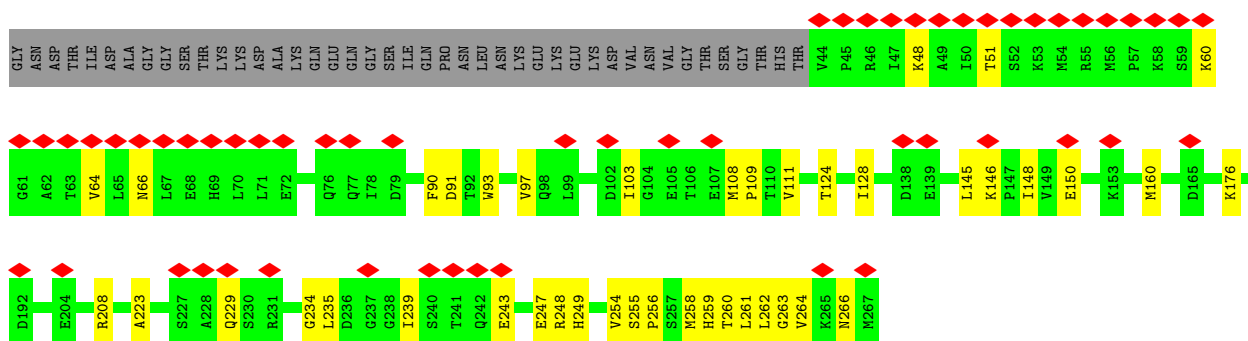 GLY ASN ASP THR ILE ASP ALA GLY GLY SER THR LYS LYS ASP ALA LYS GLN GLU GLN GLY SER ILE GLN PRO ASN LEU ASN LYS GLU LYS GLU LYS ASP VAL ASN VAL GLY THR SER GLY THR HIS THR V44 P45 R46 I47 K48 A49 I50 T51 S52 K53 M54 R55 M56 P57 K58 S59 K60
G61 A62 T63 V64 L65 N66 L67 E68 H69 L70 L71 E72 Q76 Q77 I78 D79 F90 D91 T92 W93 V97 Q98 L99 D102 I103 G104 E105 T106 E107 M108 P109 T110 V111 T124 I128 D138 E139 L145 K146 P147 I148 V149 E150 K153 M160 D165 K176
D192 E204 R208 A223 S227 A228 Q229 S230 R231 G234 L235 D236 G237 G238 I239 S240 T241 Q242 E243 E247 R248 H249 V254 S255 P256 S257 M258 H259 T260 L261 L262 G263 V264 K265 N266 M267